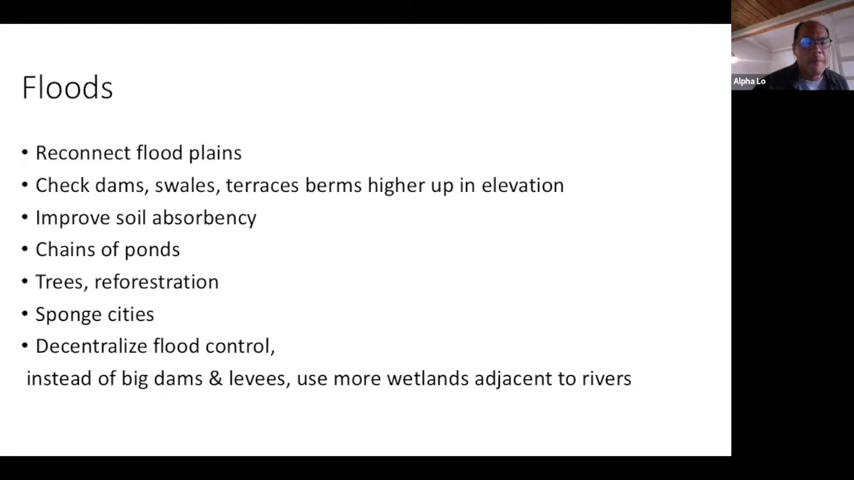 Floods
• Reconnect flood plains
• Check dams, swales, terraces berms higher up in elevation
• Improve soil absorbency
• Chains of ponds
• Trees, reforestration
• Sponge cities
• Decentralize flood control,
instead of big dams & levees, use more wetlands adjacent to rivers
Alpha Lo